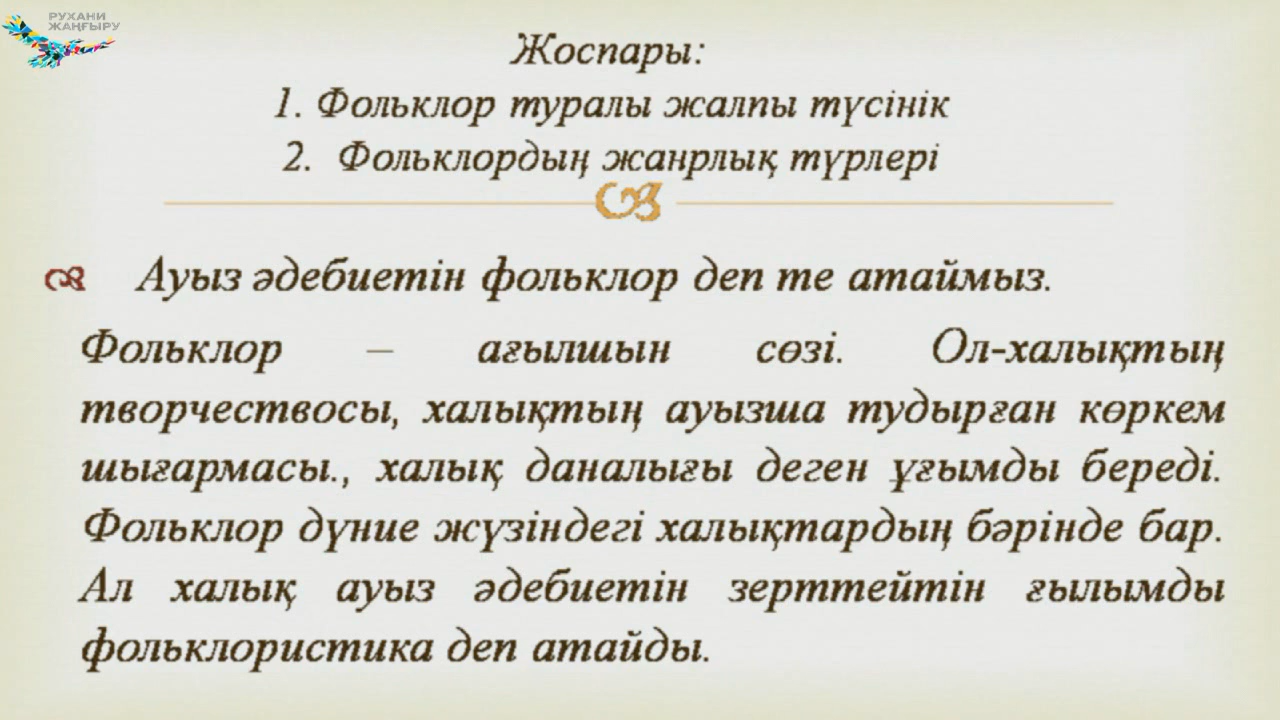 РУХАНИ
ЖАҢҒЫРУ
Жоспары:
1. Фольклор туралы жалпы түсінік
2. Фольклордың жанрлық түрлері
Ауыз әдебиетін фольклор деп те атаймыз.
Фольклор – ағылшын сөзі. Ол-халықтың
творчествосы, халықтың ауызша тудырған көркем
шығармасы., халық даналығы деген ұғымды береді.
Фольклор дүние жүзіндегі халықтардың бәрінде бар.
Ал халық ауыз әдебиетін зерттейтін ғылымды
фольклористика деп атайды.